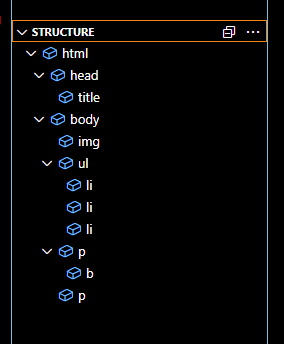 STRUCTURE
html
head
title
body
img
ul
li
li
li
p
b
p